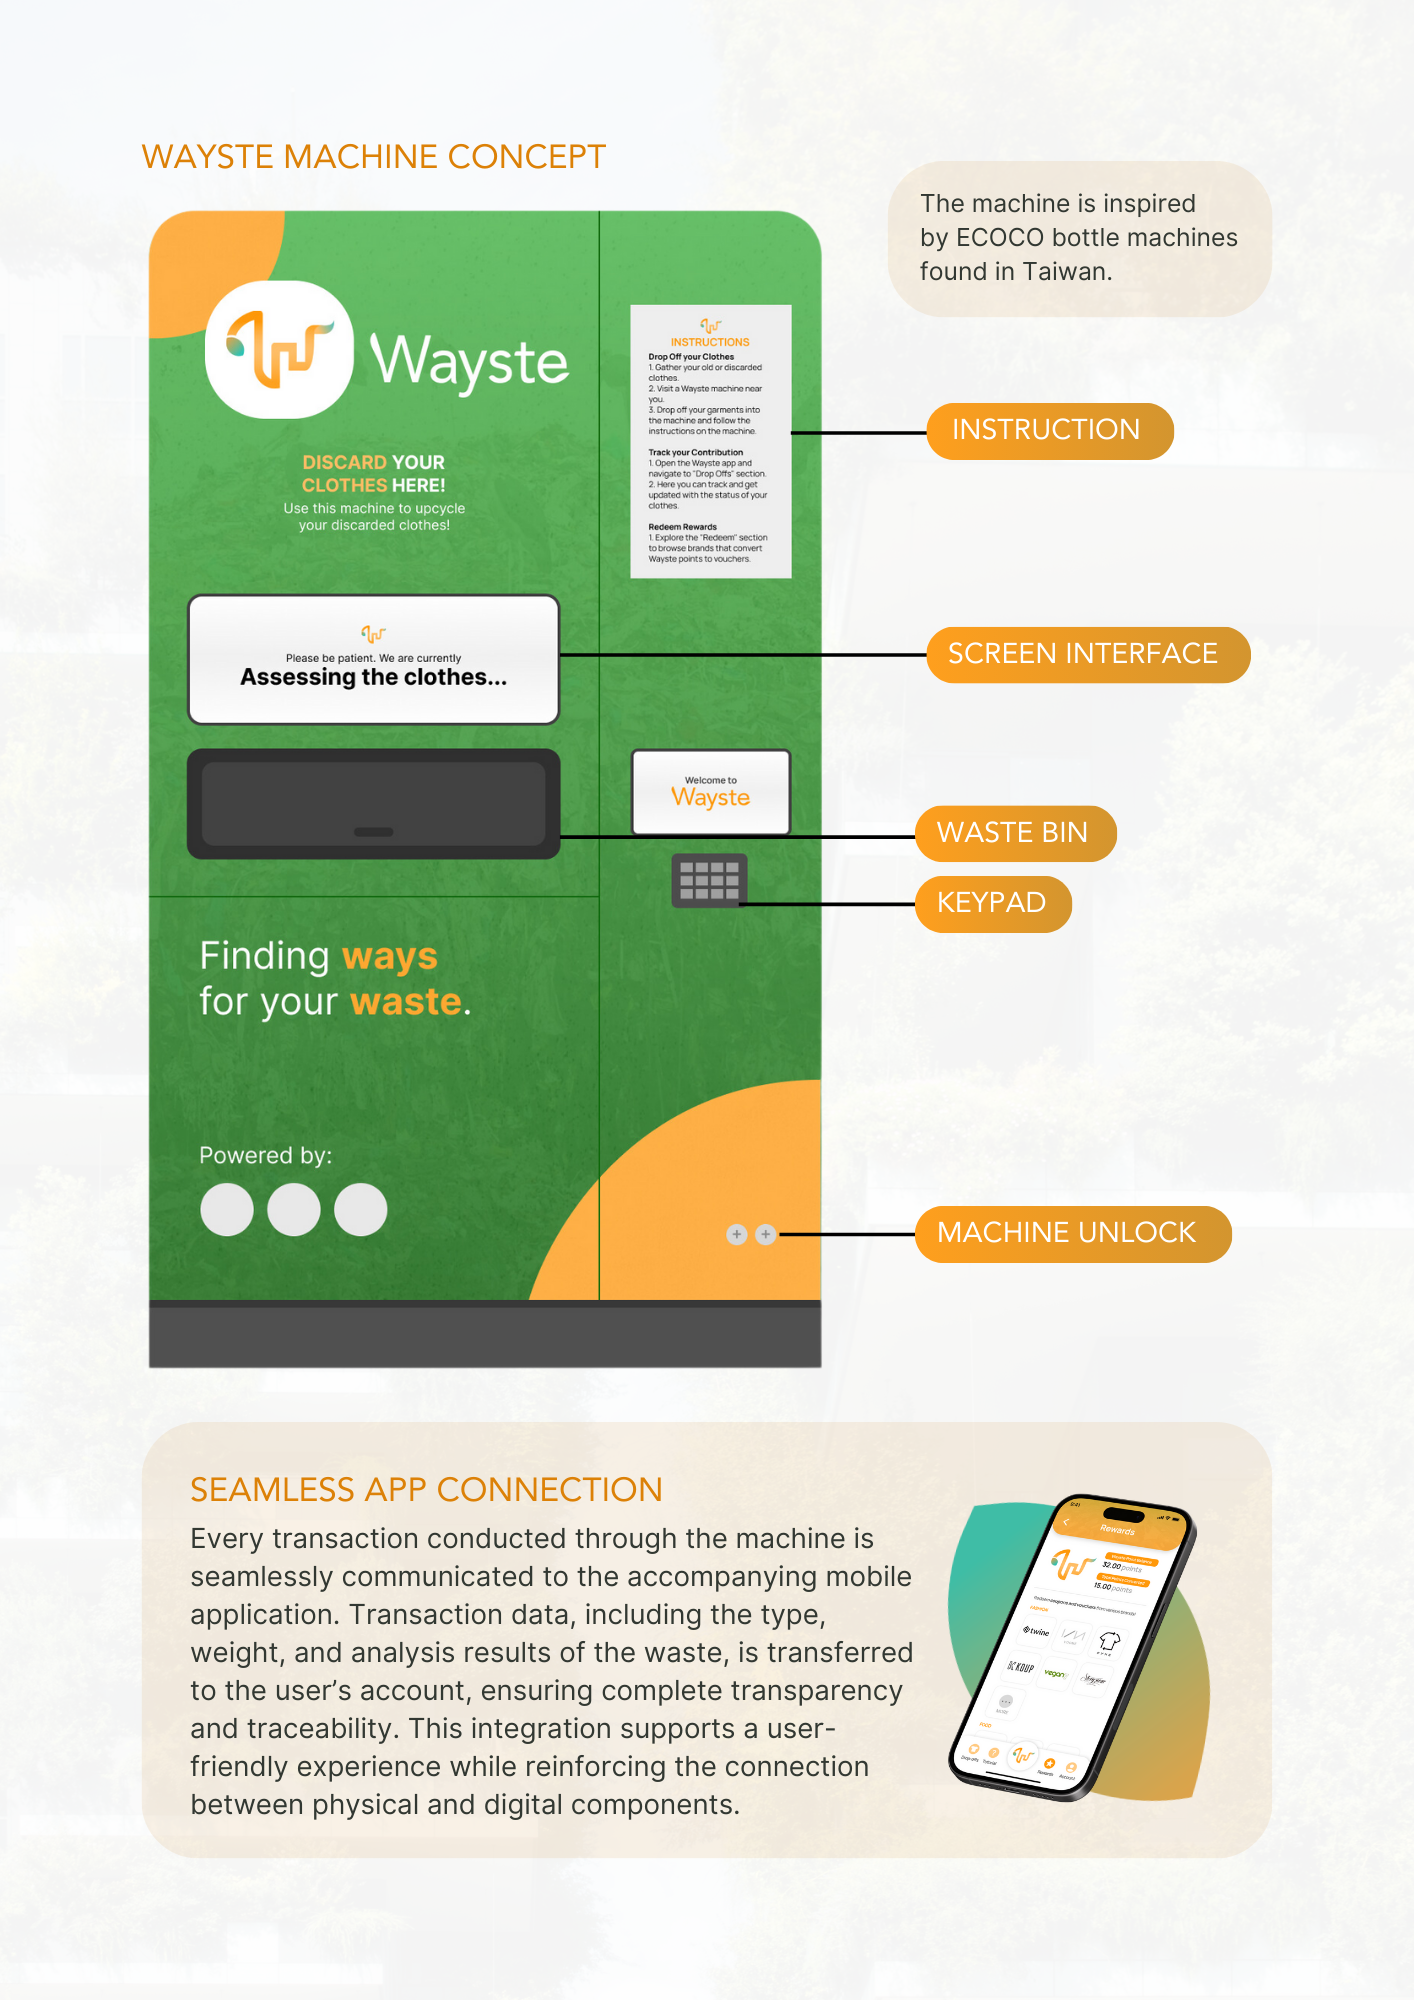 WAYSTE MACHINE CONCEPT
The machine is inspired
by ECOCO bottle machines
found in Taiwan.
Wayste
DISCARD YOUR
CLOTHES HERE!
Use this machine to upcycle
your discarded clothes!
INSTRUCTIONS
Drop Off your Clothes
1. Gather your old or discarded
clothes.
2. Visit a Wayste machine near
you.
3. Drop off your garments into
the machine and follow the
instructions on the machine.
Track your Contribution
1. Open the Wayste app and
navigate to "Drop Offs" section.
2. Here you can track and get
updated with the status of your
clothes.
Redeem Rewards
1. Explore the "Redeem" section
to browse brands that convert
Wayste points to vouchers.
INSTRUCTION
Please be patient. We are currently
Assessing the clothes...
SCREEN INTERFACE
Welcome to
Wayste
WASTE BIN
KEYPAD
Finding ways
for your waste.
Powered by:
MACHINE UNLOCK
SEAMLESS APP CONNECTION
Every transaction conducted through the machine is
seamlessly communicated to the accompanying mobile
application. Transaction data, including the type,
weight, and analysis results of the waste, is transferred
to the user's account, ensuring complete transparency
and traceability. This integration supports a user-
friendly experience while reinforcing the connection
between physical and digital components.
9:41
Rewards
32.00 points
15.00 points
twine
vegan
Drop offs
Tutorial
Rewards
Account